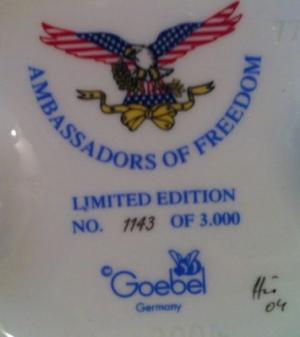 AMBASSADORS OF FREEDOM
LIMITED EDITION
NO. 1143 OF 3.000
©Goebel
Germany
04